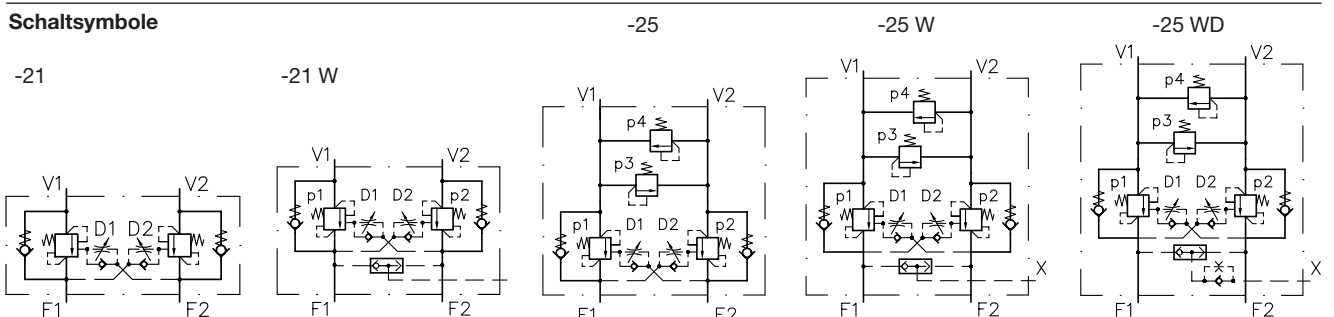 Schaltsymbole
-25
-25 W
-25 WD
-21
-21 W
V1 V2
V1 V2
p4
p3
V1 V2
p4
p3
V1 V2
p4
p3
V1 V2
D1 D2
F1 F2
p1 D1 D2 p2
F1 F2
p1 D1 D2 p2
F1 F2
p1 D1 D2 p2
X
F1 F2
p1 D1 D2 p2
X
F1 F2